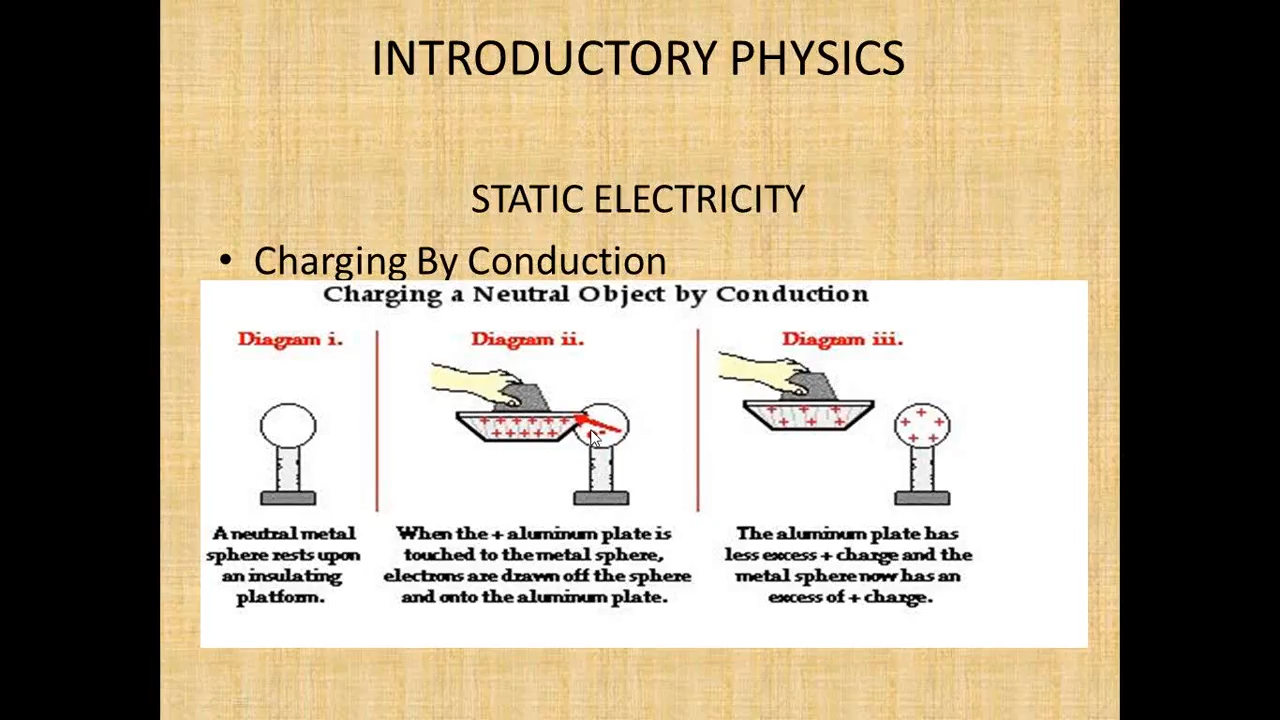 INTRODUCTORY PHYSICS
STATIC ELECTRICITY
• Charging By Conduction
Charging a Neutral Object by Conduction
Diagram i.
A neutral metal
sphere rests upon
an insulating
platform.
Diagram ii.
When the + aluminum plate is
touched to the metal sphere,
electrons are drawn off the sphere
and onto the aluminum plate.
Diagram iii.
The aluminum plate has
less excess + charge and the
metal sphere now has an
excess of + charge.